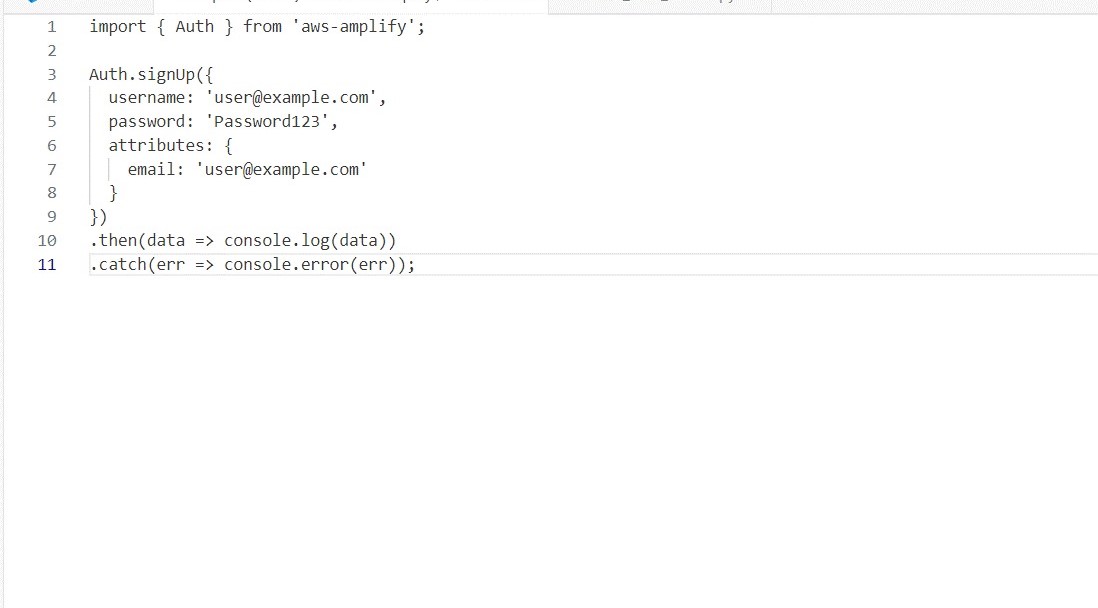 1 import { Auth } from 'aws-amplify';
2
3 Auth.signUp({
4 username: 'user@example.com',
5 password: 'Password123',
6 attributes: {
7 email: 'user@example.com'
8 }
9 })
10 .then(data => console.log(data))
11 .catch(err => console.error(err));